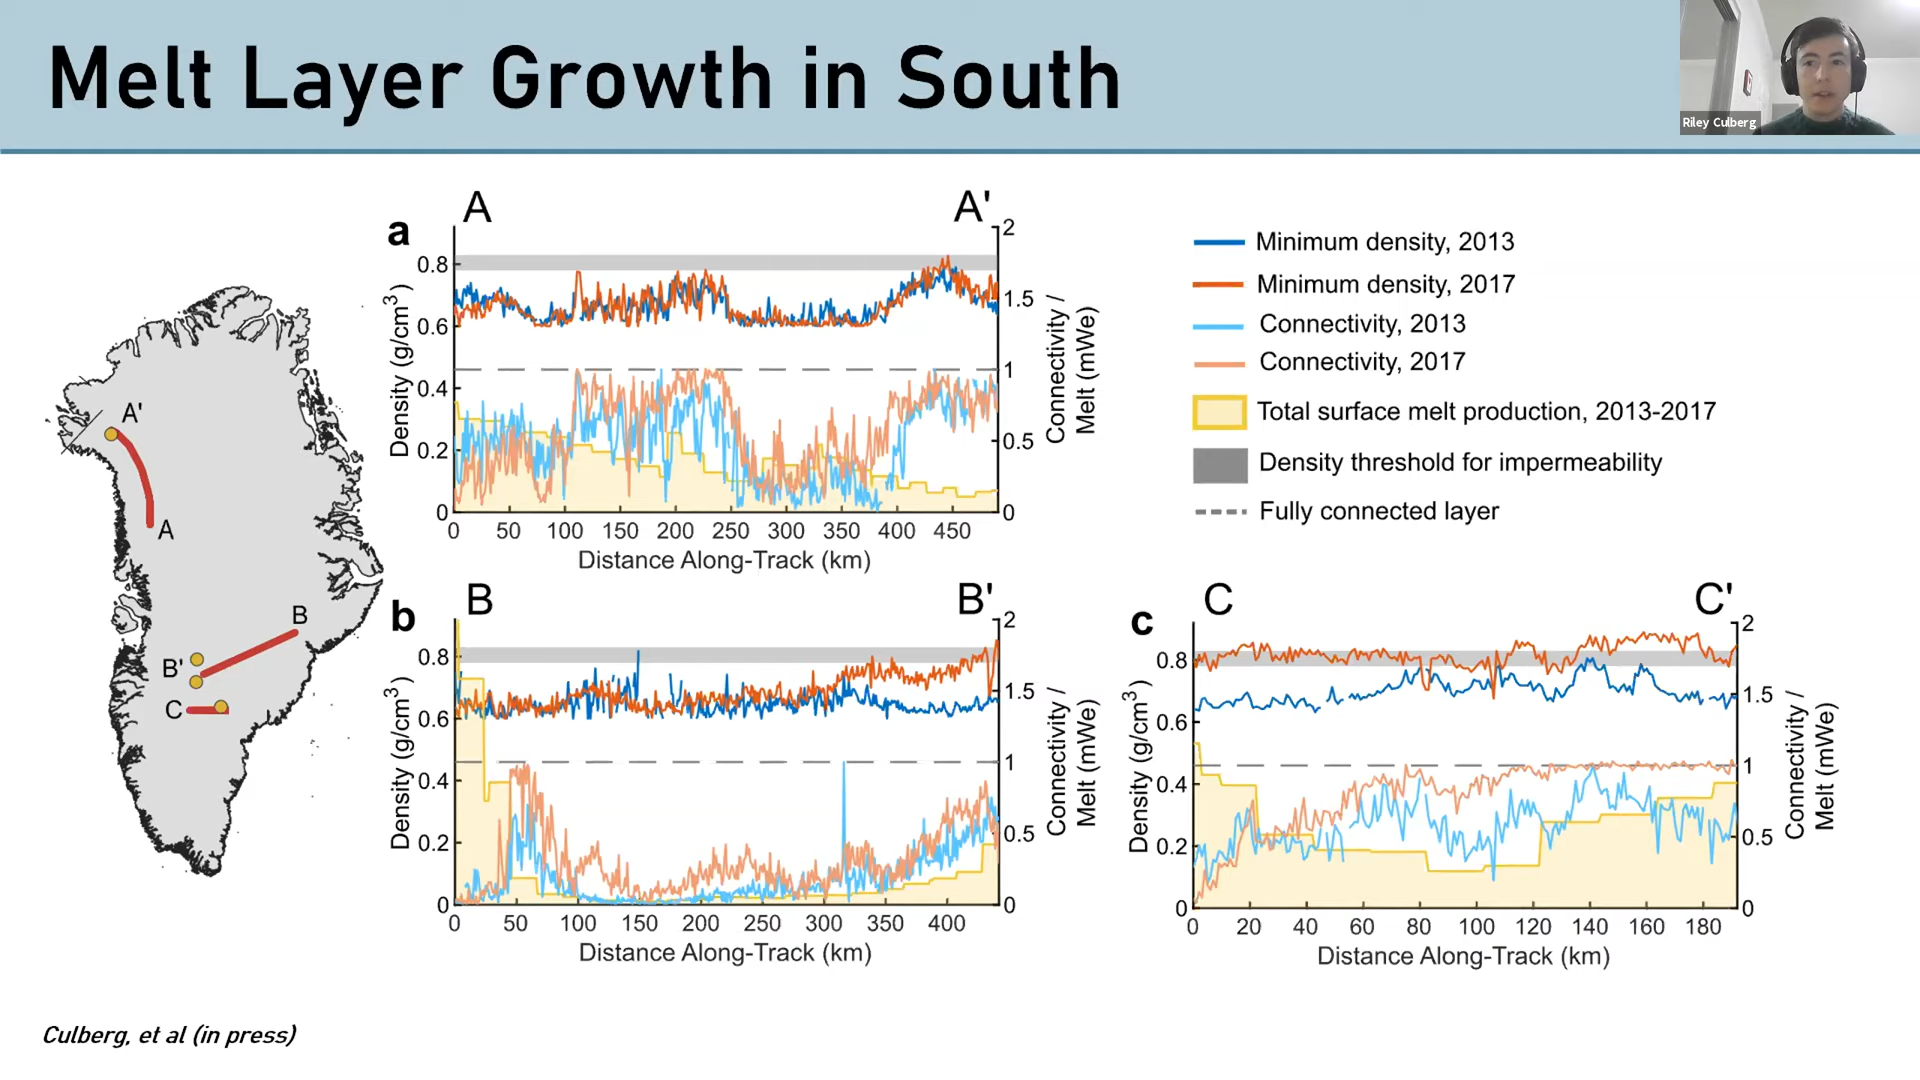 Melt Layer Growth in South
Riley Culberg
A'
A
B
B'
C
a
A
A'
0.8
0.6
0.4
0.2
0
Density (g/cm3)
2
1.5
1
0.5
0
Connectivity /
Melt (mWe)
0 50 100 150 200 250 300 350 400 450
Distance Along-Track (km)
Minimum density, 2013
Minimum density, 2017
Connectivity, 2013
Connectivity, 2017
Total surface melt production, 2013-2017
Density threshold for impermeability
Fully connected layer
b
B
B'
0.8
0.6
0.4
0.2
0
Density (g/cm3)
2
1.5
1
0.5
0
Connectivity /
Melt (mWe)
0 50 100 150 200 250 300 350 400
Distance Along-Track (km)
c
C
C'
0.8
0.6
0.4
0.2
0
Density (g/cm3)
2
1.5
1
0.5
0
Connectivity /
Melt (mWe)
0 20 40 60 80 100 120 140 160 180
Distance Along-Track (km)
Culberg, et al (in press)